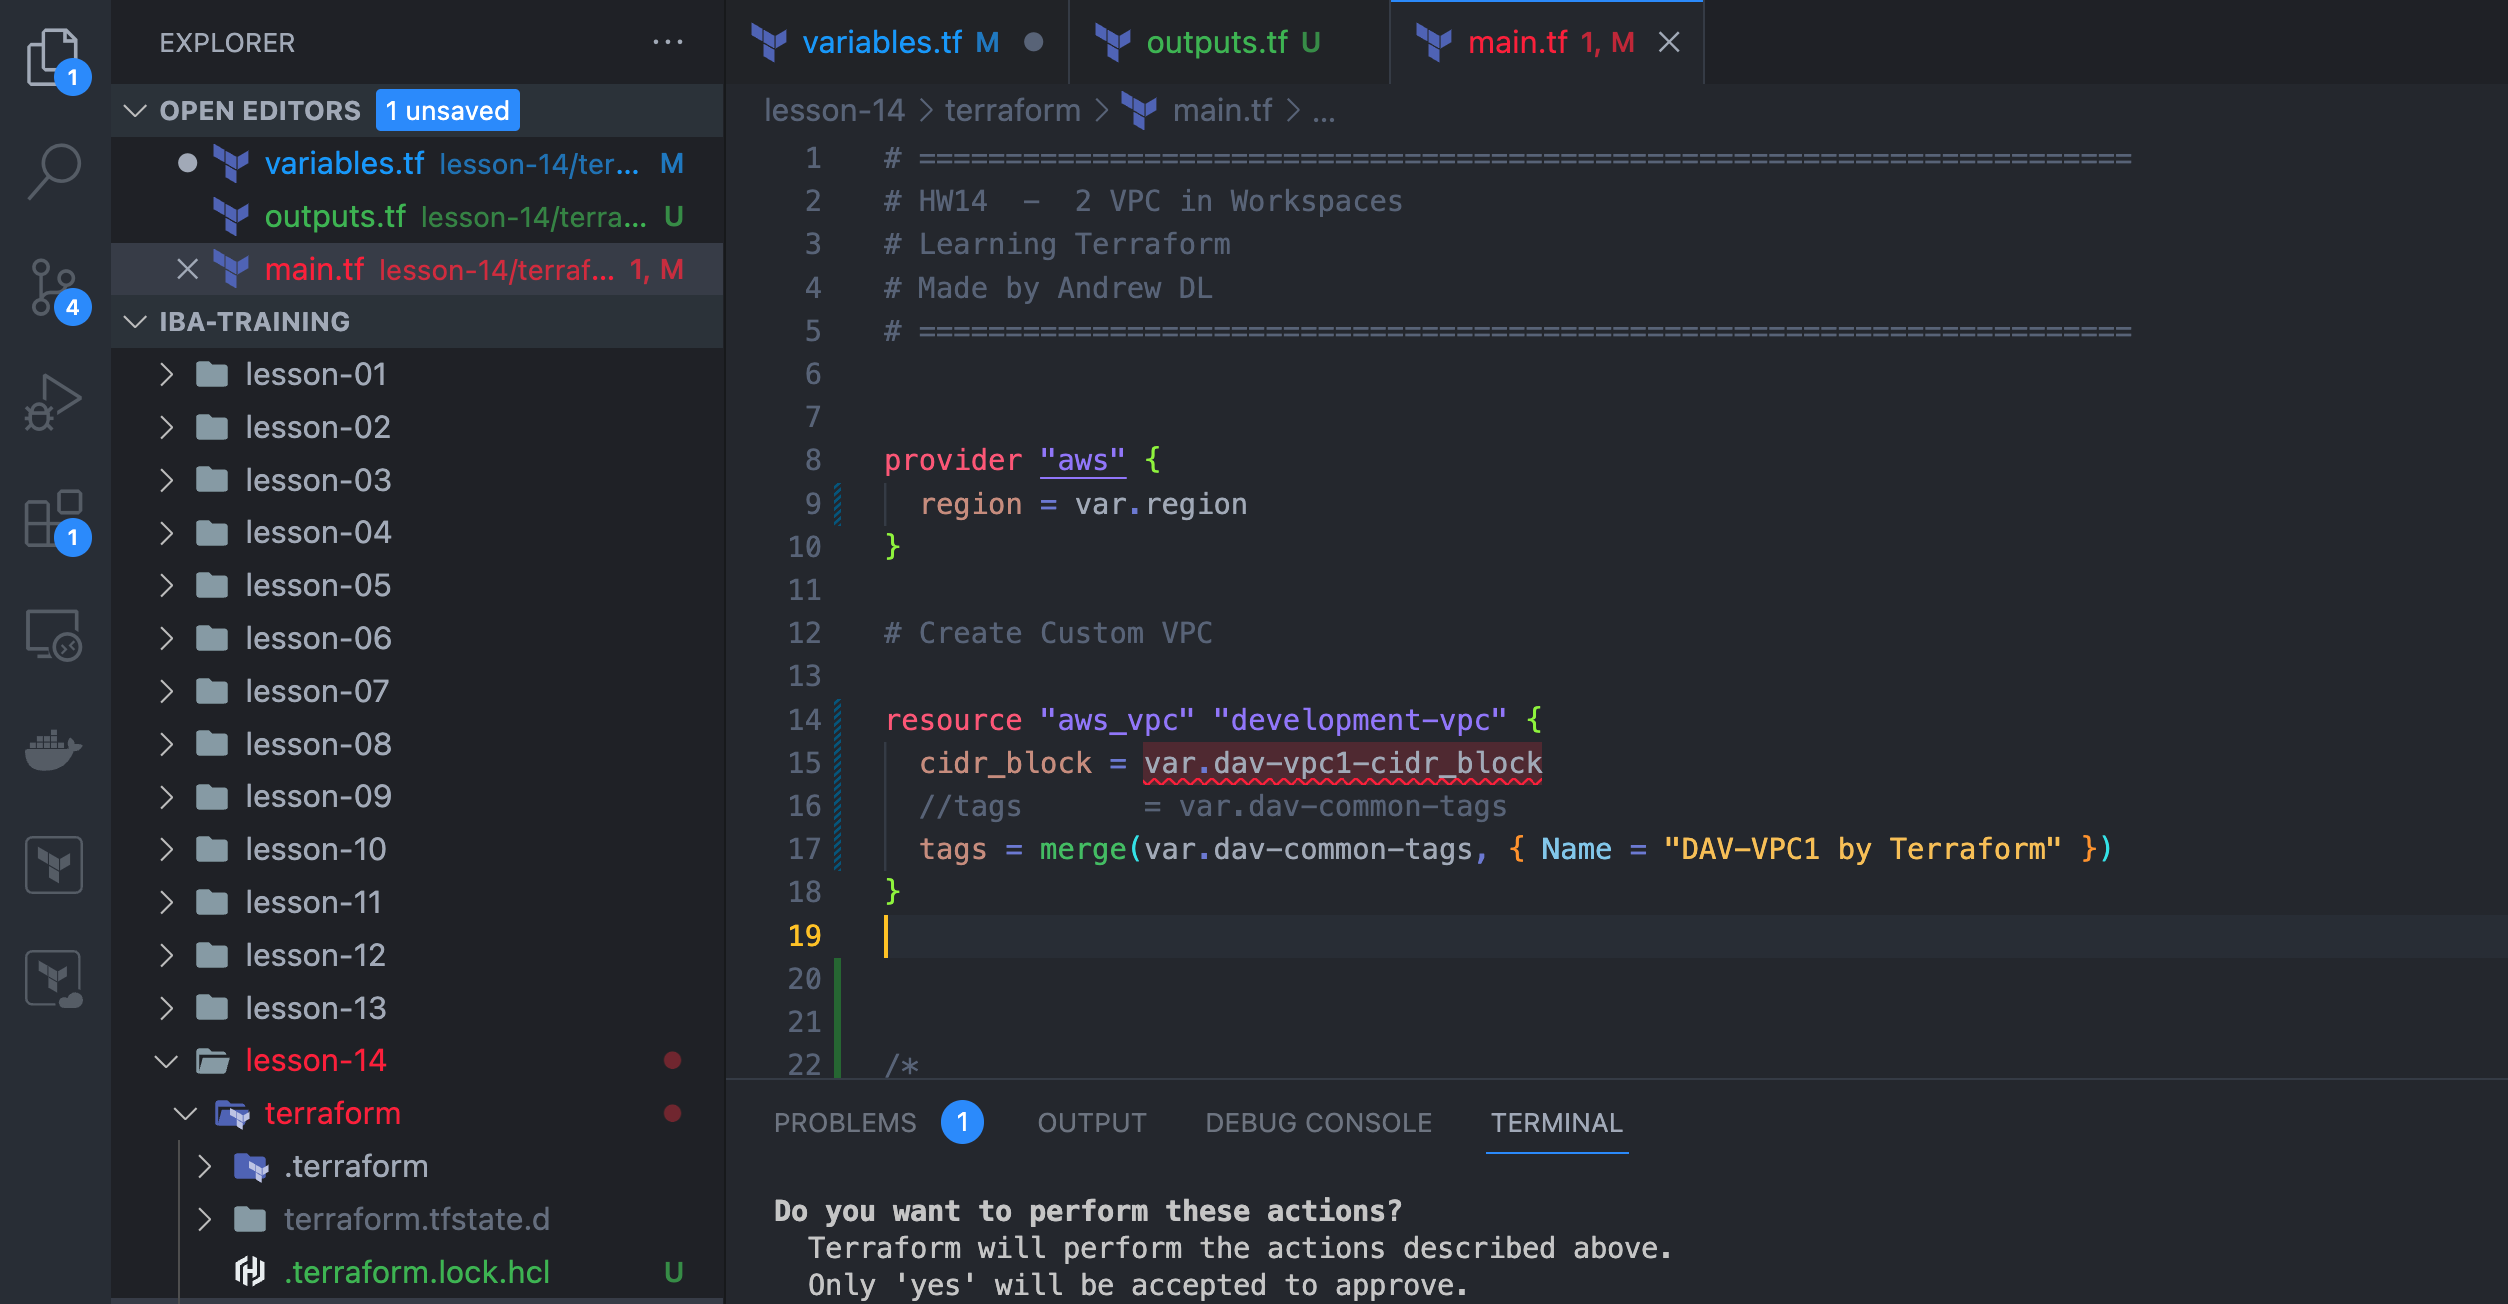 EXPLORER
OPEN EDITORS 1 unsaved
variables.tf lesson-14/ter... M
outputs.tf lesson-14/terra... U
main.tf lesson-14/terraf... 1, M
IBA-TRAINING
lesson-01
lesson-02
lesson-03
lesson-04
lesson-05
lesson-06
lesson-07
lesson-08
lesson-09
lesson-10
lesson-11
lesson-12
lesson-13
lesson-14
terraform
.terraform
terraform.tfstate.d
.terraform.lock.hcl U
1
4
1
variables.tf M
outputs.tf U
main.tf 1, M
lesson-14 > terraform > main.tf > ...
1 # ======================================================================
2 # HW14  -  2 VPC in Workspaces
3 # Learning Terraform
4 # Made by Andrew DL
5 # ======================================================================
6
7
8 provider "aws" {
9   region = var.region
10 }
11
12 # Create Custom VPC
13
14 resource "aws_vpc" "development-vpc" {
15   cidr_block = var.dav-vpc1-cidr_block
16   //tags       = var.dav-common-tags
17   tags = merge(var.dav-common-tags, { Name = "DAV-VPC1 by Terraform" })
18 }
19
20
21
22 /*
PROBLEMS 1 OUTPUT DEBUG CONSOLE TERMINAL
Do you want to perform these actions?
Terraform will perform the actions described above.
Only 'yes' will be accepted to approve.